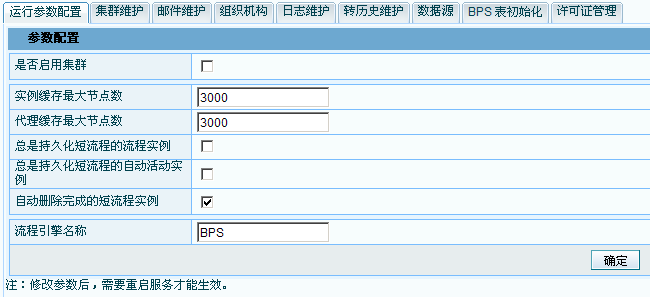 运行参数配置 集群维护 邮件维护 组织机构 日志维护 转历史维护 数据源 BPS表初始化 许可证管理
参数配置
是否启用集群
实例缓存最大节点数 3000
代理缓存最大节点数 3000
总是持久化短流程的流程实例
总是持久化短流程的自动活动实
例
自动删除完成的短流程实例
流程引擎名称 BPS
确定
注：修改参数后，需要重启服务才能生效。